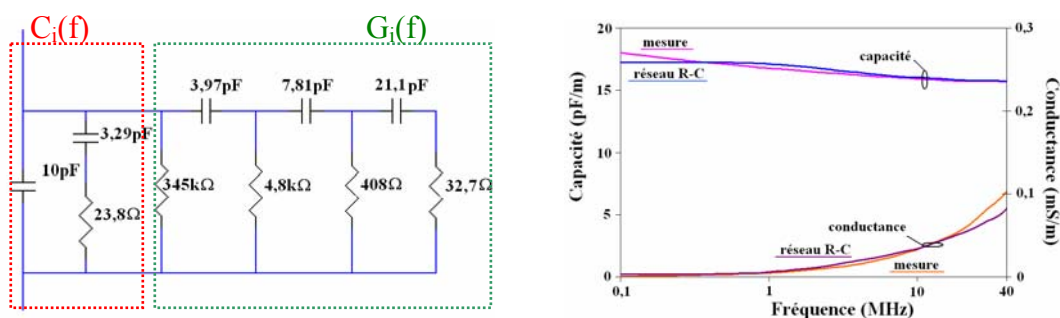 Cᵢ(f)
Gᵢ(f)
3,97pF
7,81pF
21,1pF
3,29pF
10pF
23,8Ω
345kΩ
4,8kΩ
408Ω
32,7Ω
Capacité (pF/m)
20
15
10
5
0
mesure
réseau R-C
capacité
conductance
réseau R-C
mesure
0,3
0,2
0,1
0
Conductance (mS/m)
0,1
1
10
40
Fréquence (MHz)